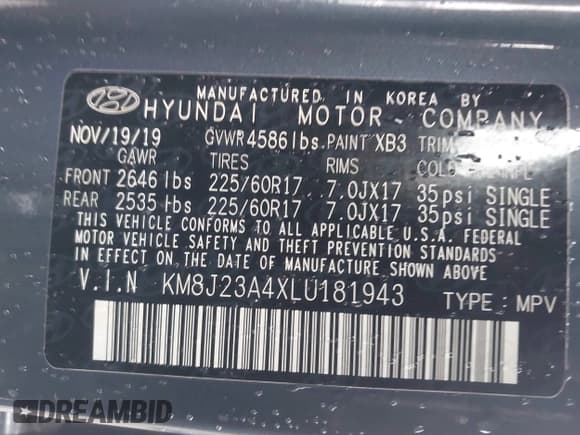 MANUFACTURED IN KOREA BY
HYUNDAI MOTOR COMPANY
NOV/19/19 GVWR 4586lbs. PAINT XB3 TRIM
GAWR TIRES RIMS
FRONT 2646 lbs 225/60R17 7.0JX17 35psi SINGLE
REAR 2535 lbs 225/60R17 7.0JX17 35psi SINGLE
THIS VEHICLE CONFORMS TO ALL APPLICABLE U.S.A. FEDERAL
MOTOR VEHICLE SAFETY AND THEFT PREVENTION STANDARDS
IN EFFECT ON THE DATE OF MANUFACTURE SHOWN ABOVE
V.I.N KM8J23A4XLU181943 TYPE : MPV
DREAMBID